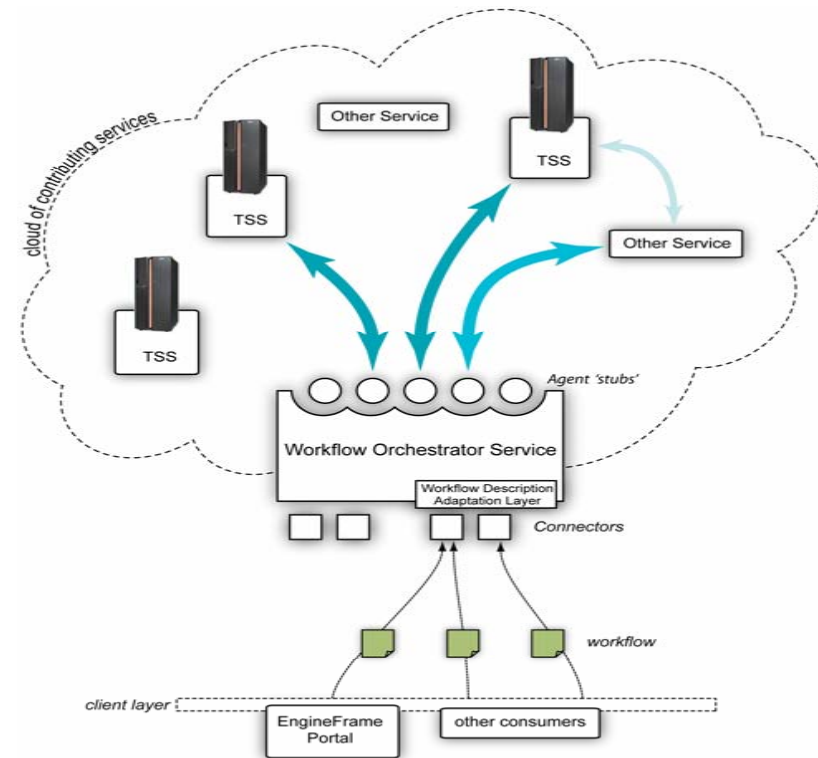 cloud of contributing services
Other Service
TSS
TSS
Other Service
TSS
Agent 'stubs'
Workflow Orchestrator Service
Workflow Description
Adaptation Layer
Connectors
workflow
client layer
EngineFrame
Portal
other consumers